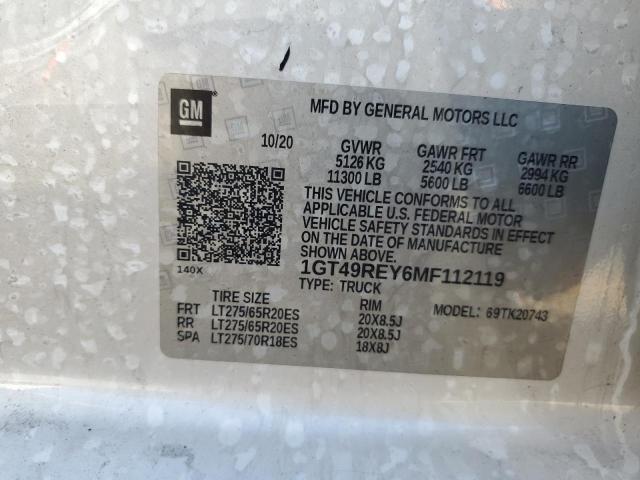 GM
MFD BY GENERAL MOTORS LLC
10/20 GVWR GAWR FRT GAWR RR
5126 KG 2540 KG 2994 KG
11300 LB 5600 LB 6600 LB
THIS VEHICLE CONFORMS TO ALL
APPLICABLE U.S. FEDERAL MOTOR
VEHICLE SAFETY STANDARDS IN EFFECT
ON THE DATE OF MANUFACTURE
SHOWN ABOVE.
140X 1GT49REY6MF112119
TYPE: TRUCK
TIRE SIZE RIM MODEL: 69TK20743
FRT LT275/65R20ES 20X8.5J
RR LT275/65R20ES 20X8.5J
SPA LT275/70R18ES 18X8J